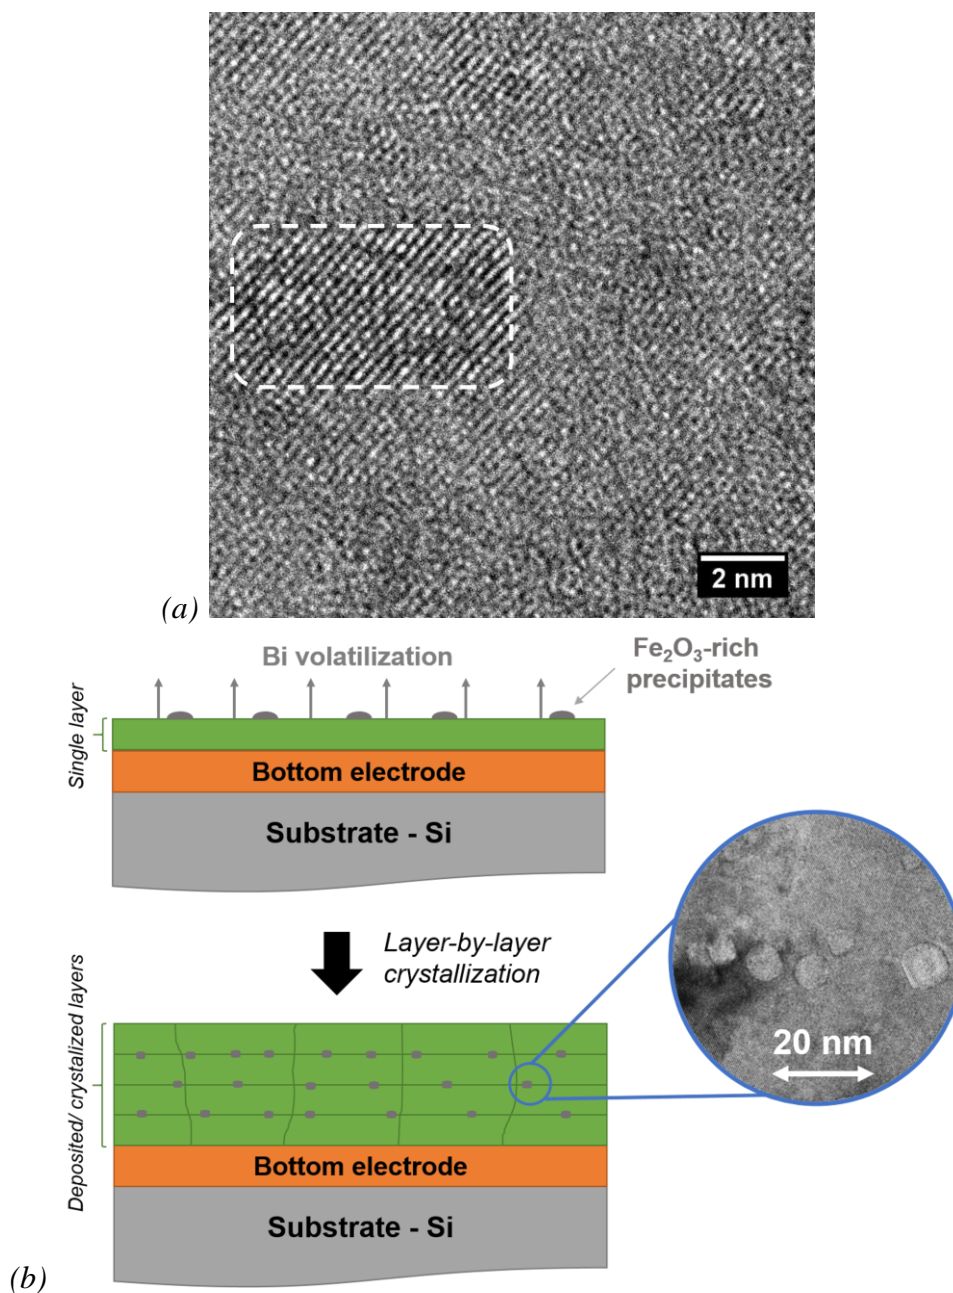 2 nm
(a)
Bi volatilization
Fe₂O₃-rich
precipitates
Single layer
Bottom electrode
Substrate - Si
Layer-by-layer
crystallization
20 nm
Deposited/ crystalized layers
Bottom electrode
Substrate - Si
(b)